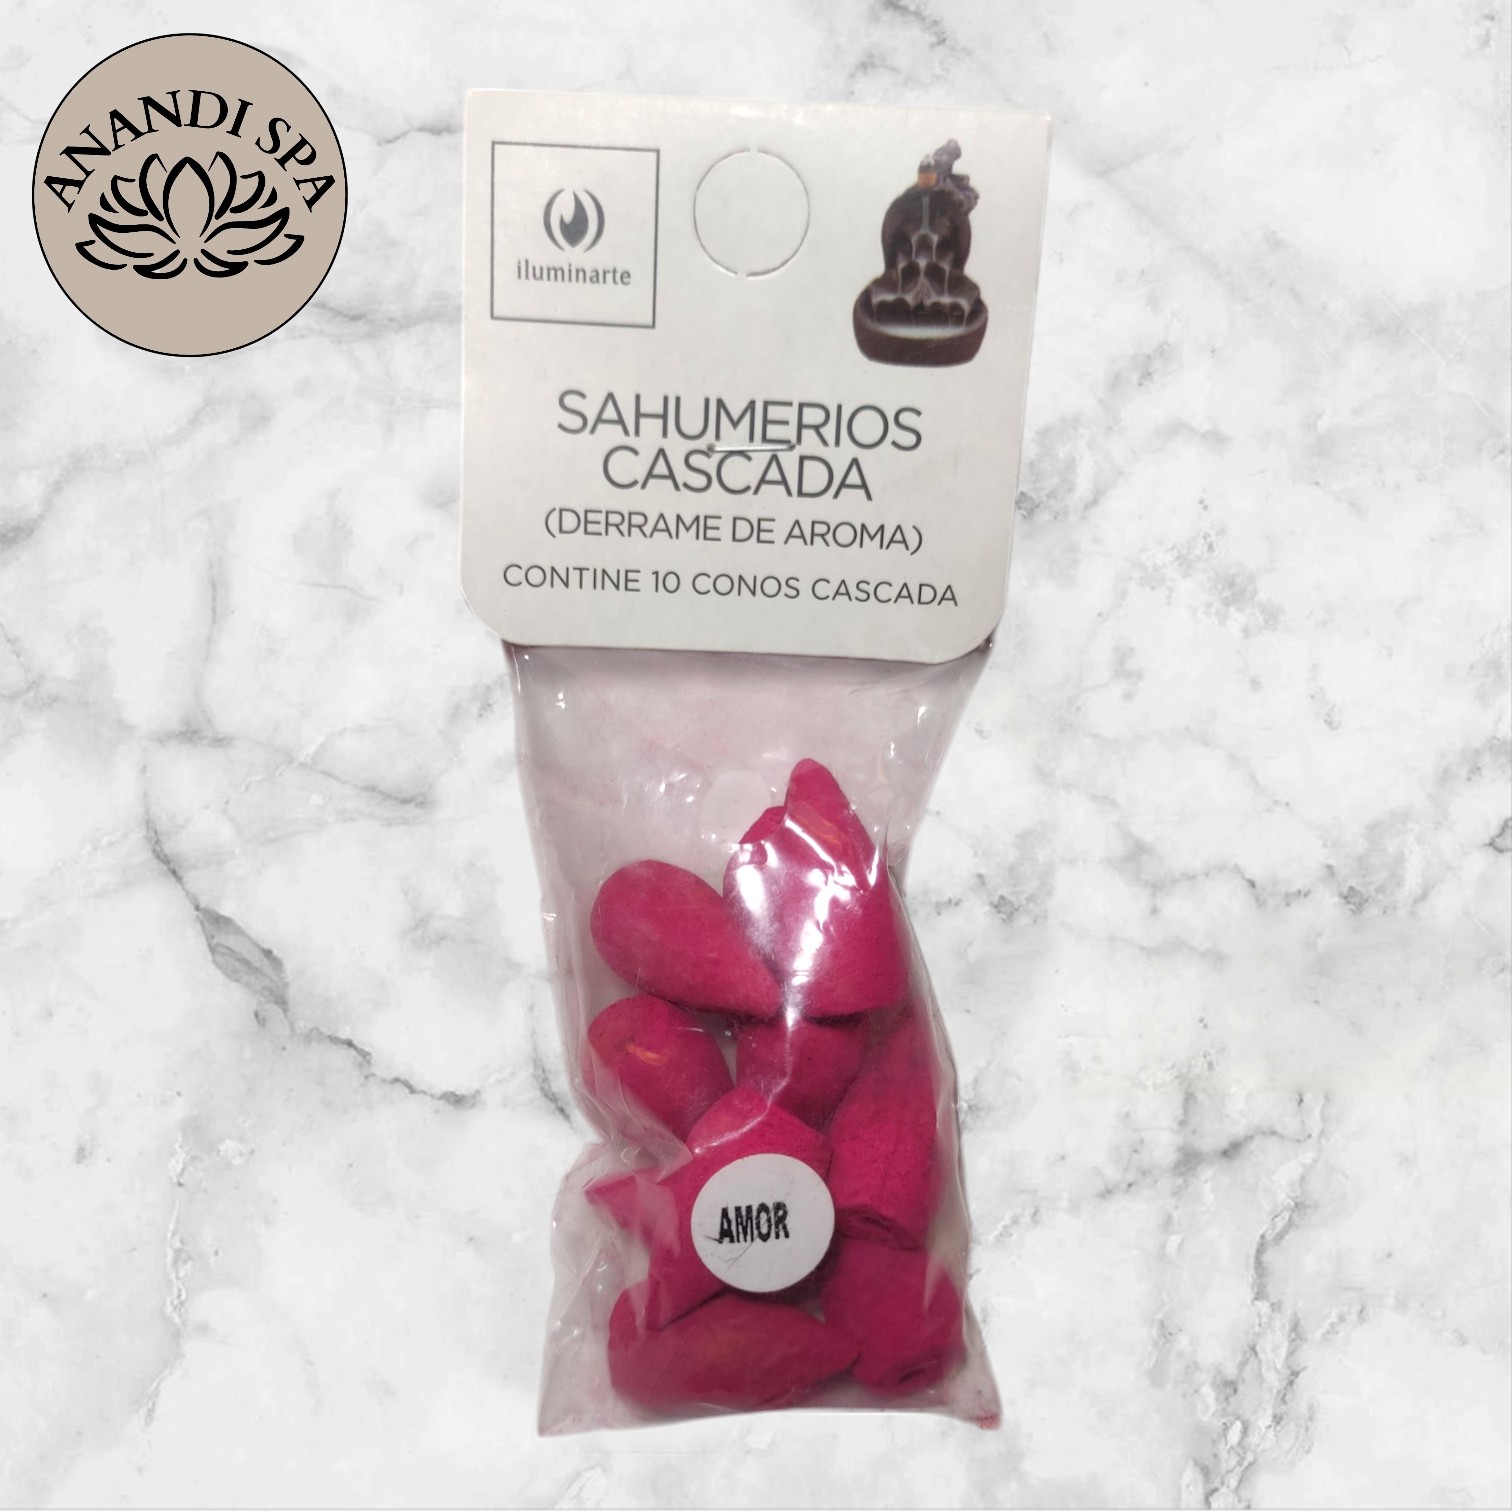 ANANDI SPA
iluminarte
SAHUMERIOS
CASCADA
(DERRAME DE AROMA)
CONTINE 10 CONOS CASCADA
AMOR